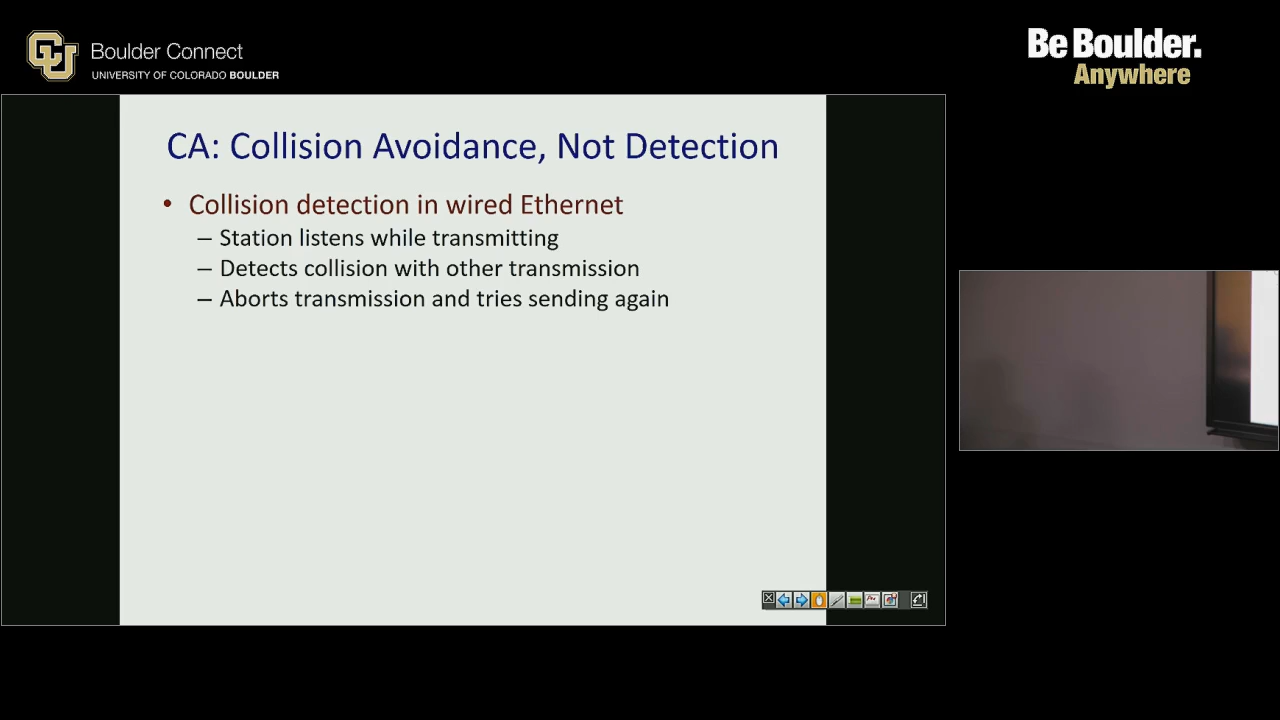 CU
Boulder Connect
UNIVERSITY OF COLORADO BOULDER
Be Boulder.
Anywhere
CA: Collision Avoidance, Not Detection
• Collision detection in wired Ethernet
– Station listens while transmitting
– Detects collision with other transmission
– Aborts transmission and tries sending again